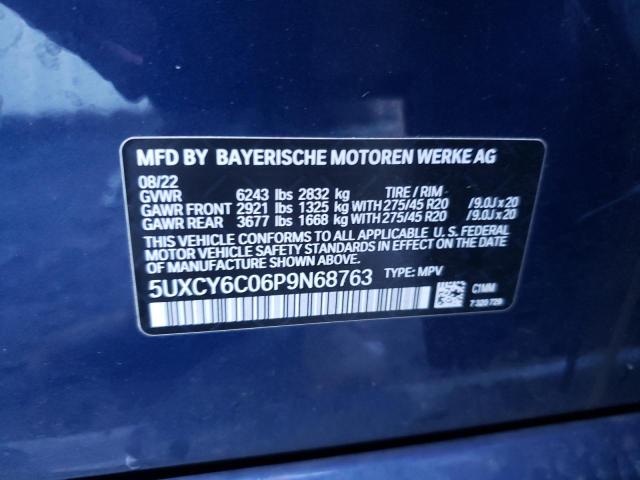 MFD BY BAYERISCHE MOTOREN WERKE AG
08/22
GVWR 6243 lbs 2832 kg TIRE / RIM
GAWR FRONT 2921 lbs 1325 kg WITH 275/45 R20 /9.0J x 20
GAWR REAR 3677 lbs 1668 kg WITH 275/45 R20 /9.0J x 20
THIS VEHICLE CONFORMS TO ALL APPLICABLE U. S. FEDERAL
MOTOR VEHICLE SAFETY STANDARDS IN EFFECT ON THE
DATE OF MANUFACTURE SHOWN ABOVE.
5UXCY6C06P9N68763 TYPE: MPV
C1MM
7 320 729